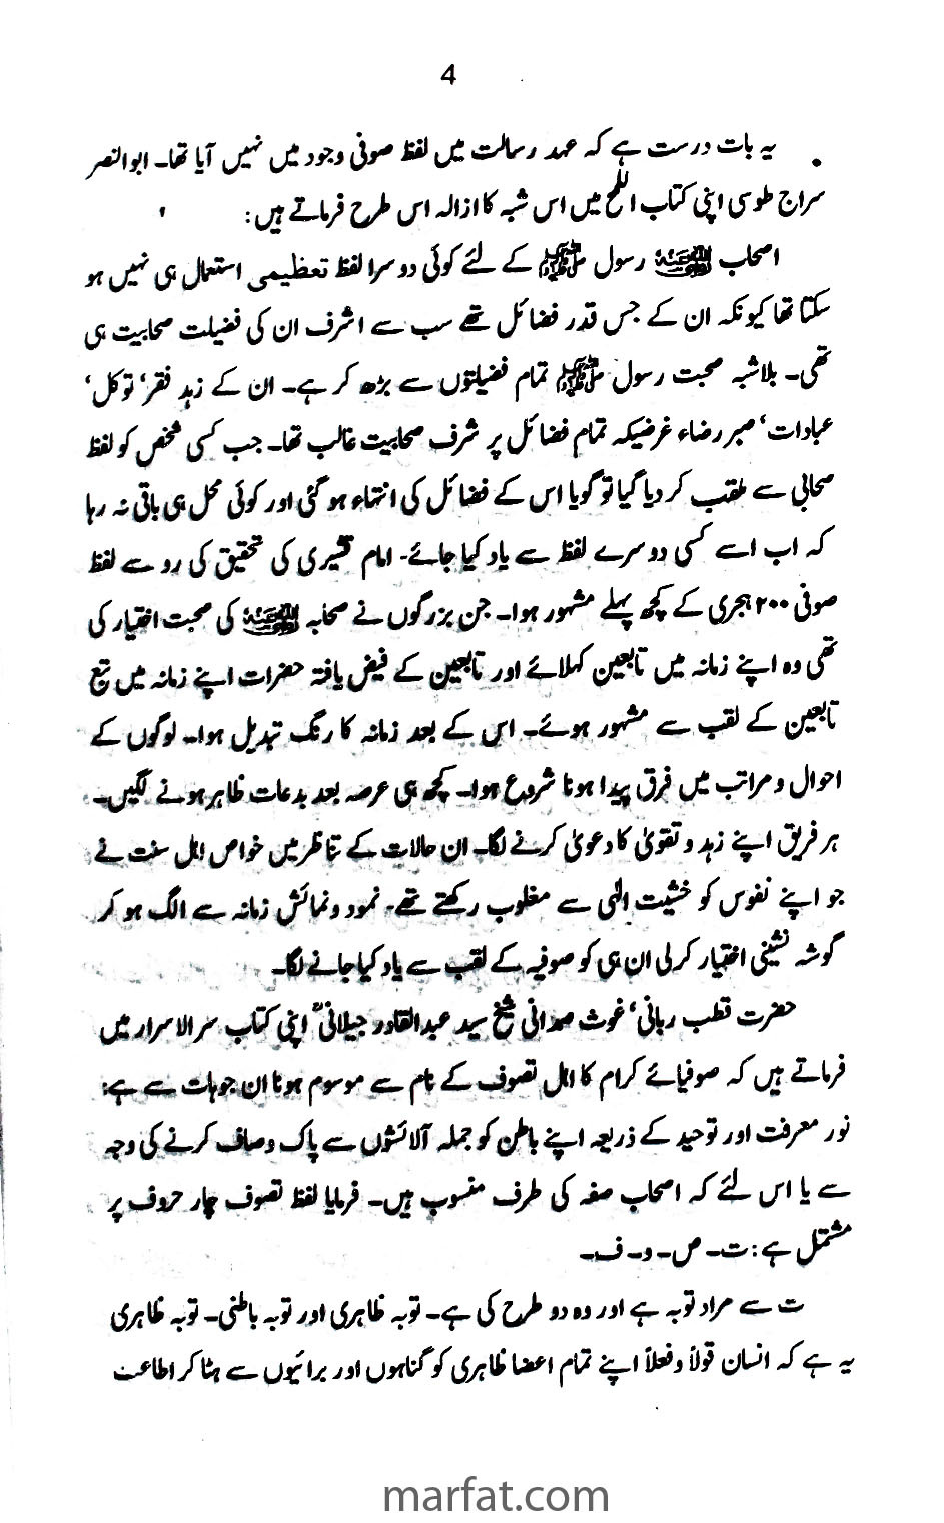 4
یہ بات درست ہے کہ عہد رسالت میں لفظ صوفی وجود میں نہیں آیا تھا۔ ابوالنصر
سراج طوسی اپنی کتاب اللمع میں اس شبہ کا ازالہ اس طرح فرماتے ہیں:
اصحاب رضی اللہ عنہم رسول ﷺ کے لئے کوئی دوسرا لفظ تعظیمی استعمال ہی نہیں ہو
سکتا تھا کیونکہ ان کے جس قدر فضائل تھے سب سے اشرف ان کی فضیلت صحابیت ہی
تھی۔ بلاشبہ صحبت رسول ﷺ تمام فضیلتوں سے بڑھ کر ہے۔ ان کے زہد فقر، توکل،
عبادات، صبر رضاء غرضیکہ تمام فضائل پر شرف صحابیت غالب تھا۔ جب کسی شخص کو لفظ
صحابی سے ملقب کر دیا گیا تو گویا اس کے فضائل کی انتہاء ہو گئی اور کوئی محل ہی باقی نہ رہا
کہ اب اسے کسی دوسرے لفظ سے یاد کیا جائے۔ امام قشیری کی تحقیق کی رو سے لفظ
صوفی ۲۰۰ ہجری کے کچھ پہلے مشہور ہوا۔ جن بزرگوں نے صحابہ رضی اللہ عنہم کی صحبت اختیار کی
تھی وہ اپنے زمانہ میں تابعین کہلائے اور تابعین کے فیض یافتہ حضرات اپنے زمانہ میں تبع
تابعین کے لقب سے مشہور ہوئے۔ اس کے بعد زمانہ کا رنگ تبدیل ہوا۔ لوگوں کے
احوال و مراتب میں فرق پیدا ہونا شروع ہوا۔ کچھ ہی عرصہ بعد بدعات ظاہر ہونے لگیں۔
ہر فریق اپنے زہد و تقویٰ کا دعویٰ کرنے لگا۔ ان حالات کے تناظر میں خواص اہل سنت نے
جو اپنے نفوس کو خشیت الٰہی سے مغلوب رکھتے تھے۔ نمود و نمائش زمانہ سے الگ ہو کر
گوشہ نشینی اختیار کرلی ان ہی کو صوفیہ کے لقب سے یاد کیا جانے لگا۔
حضرت قطب ربانی، غوث صمدانی شیخ سید عبدالقادر جیلانیؒ اپنی کتاب سرالاسرار میں
فرماتے ہیں کہ صوفیائے کرام کا اہل تصوف کے نام سے موسوم ہونا ان جوہات سے ہے:
نور معرفت اور توحید کے ذریعہ اپنے باطن کو جملہ آلائشوں سے پاک و صاف کرنے کی وجہ
سے یا اس لئے کہ اصحاب صفہ کی طرف منسوب ہیں۔ فرمایا لفظ تصوف چار حروف پر
مشتمل ہے: ت۔ ص۔ و۔ ف۔
ت سے مراد توبہ ہے اور وہ دو طرح کی ہے۔ توبہ ظاہری اور توبہ باطنی۔ توبہ ظاہری
یہ ہے کہ انسان قولاً و فعلاً اپنے تمام اعضا ظاہری کو گناہوں اور برائیوں سے ہٹا کر اطاعت
marfat.com